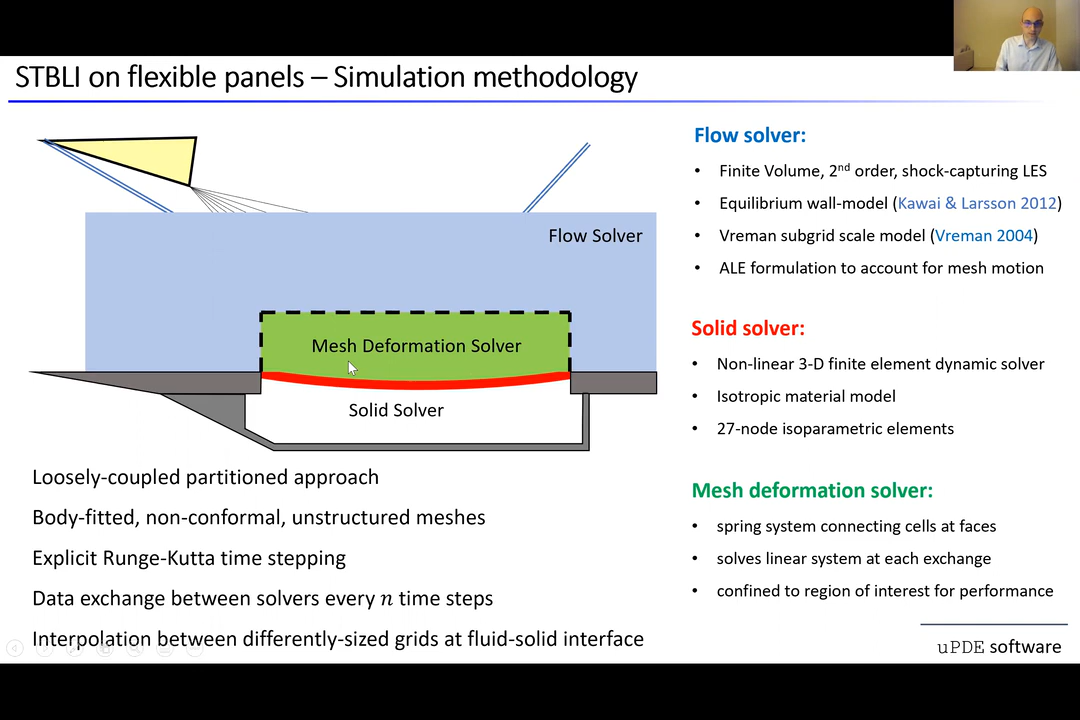 STBLI on flexible panels – Simulation methodology
Flow Solver
Mesh Deformation Solver
Solid Solver
Loosely-coupled partitioned approach
Body-fitted, non-conformal, unstructured meshes
Explicit Runge-Kutta time stepping
Data exchange between solvers every n time steps
Interpolation between differently-sized grids at fluid-solid interface
Flow solver:
• Finite Volume, 2nd order, shock-capturing LES
• Equilibrium wall-model (Kawai & Larsson 2012)
• Vreman subgrid scale model (Vreman 2004)
• ALE formulation to account for mesh motion
Solid solver:
• Non-linear 3-D finite element dynamic solver
• Isotropic material model
• 27-node isoparametric elements
Mesh deformation solver:
• spring system connecting cells at faces
• solves linear system at each exchange
• confined to region of interest for performance
uPDE software